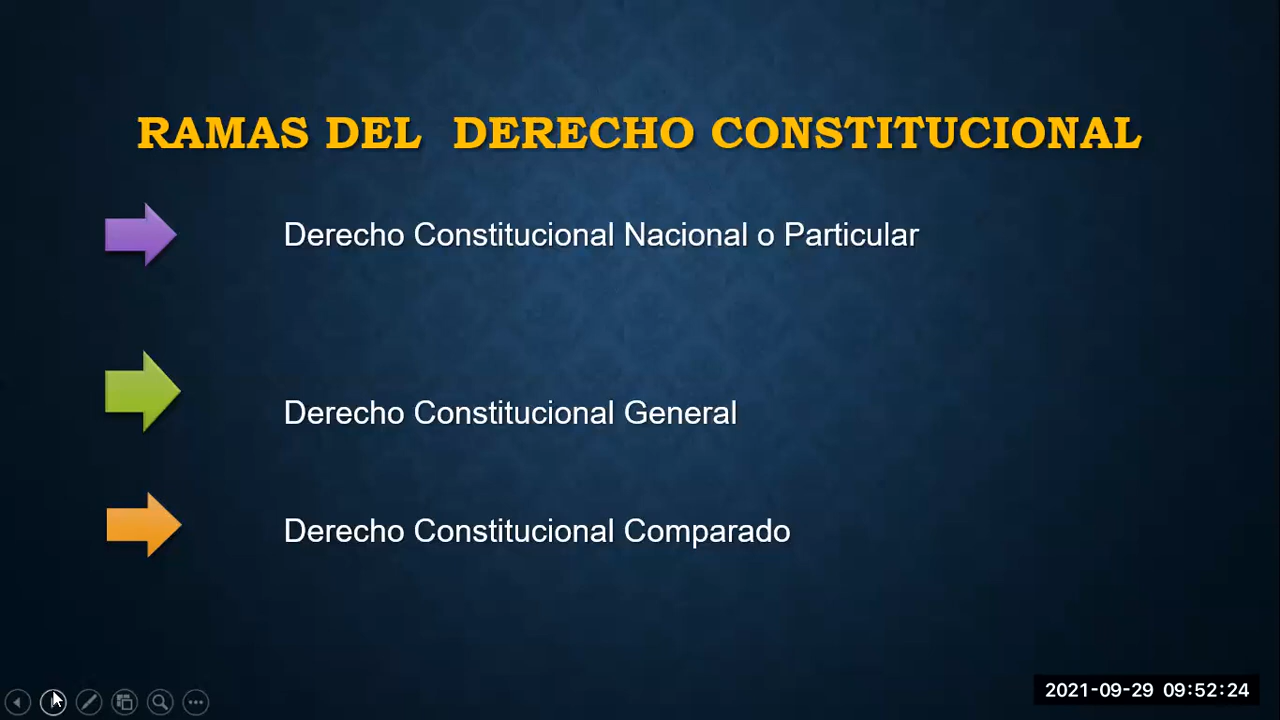 RAMAS DEL DERECHO CONSTITUCIONAL
Derecho Constitucional Nacional o Particular
Derecho Constitucional General
Derecho Constitucional Comparado
2021-09-29 09:52:24